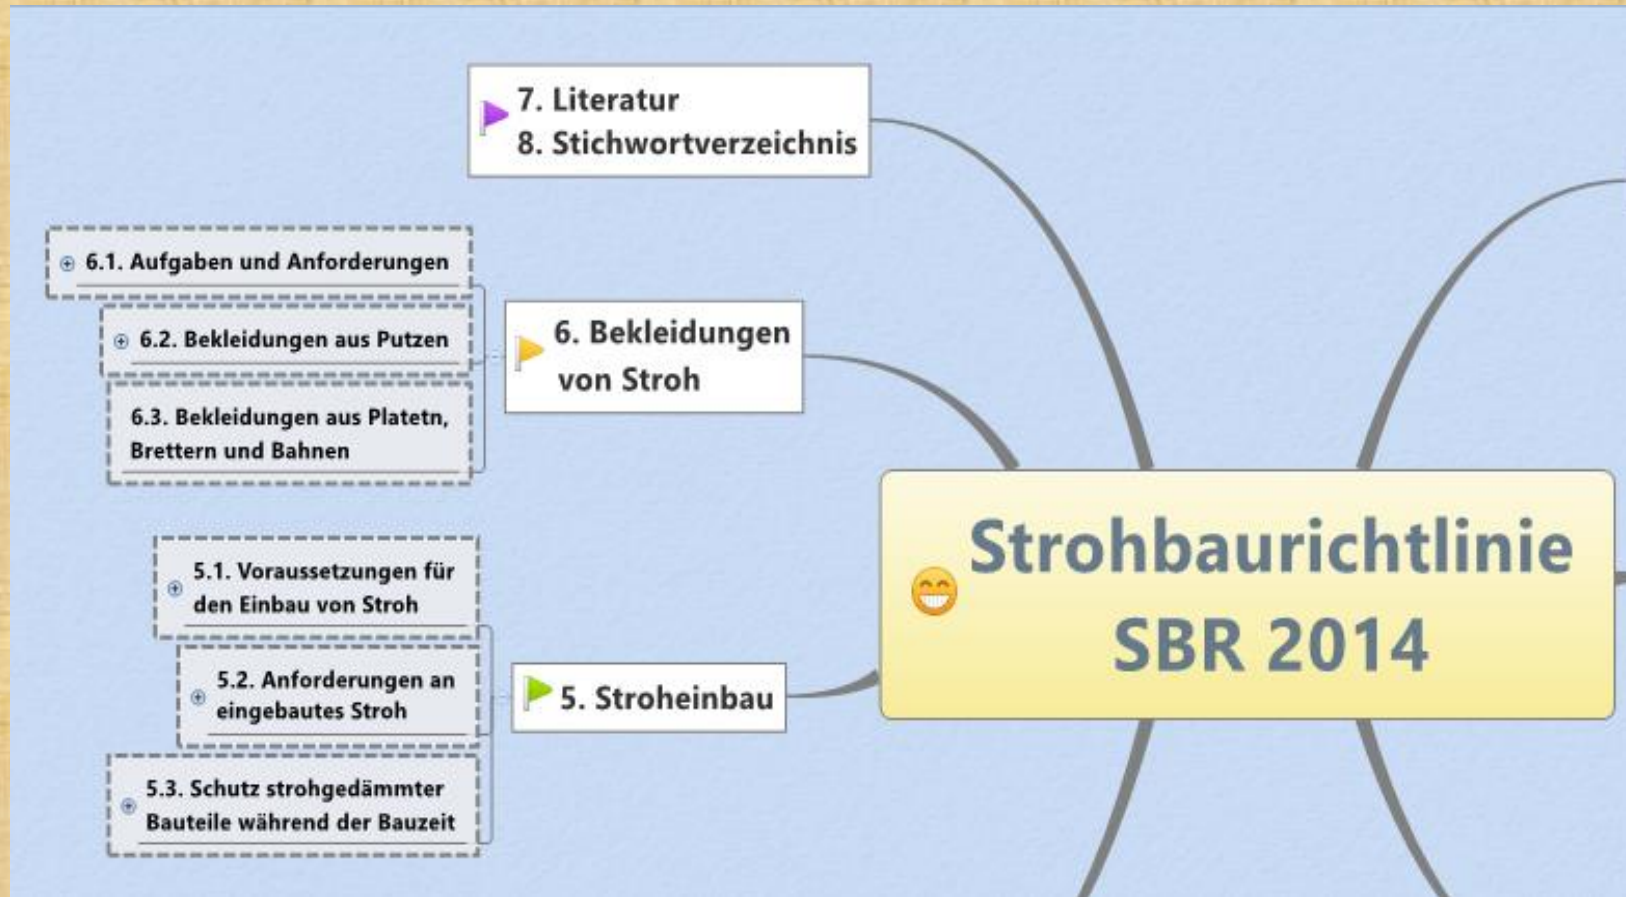 7. Literatur
8. Stichwortverzeichnis
6.1. Aufgaben und Anforderungen
6.2. Bekleidungen aus Putzen
6.3. Bekleidungen aus Platetn,
Brettern und Bahnen
6. Bekleidungen
von Stroh
Strohbaurichtlinie
SBR 2014
5.1. Voraussetzungen für
den Einbau von Stroh
5.2. Anforderungen an
eingebautes Stroh
5.3. Schutz strohgedämmter
Bauteile während der Bauzeit
5. Stroheinbau